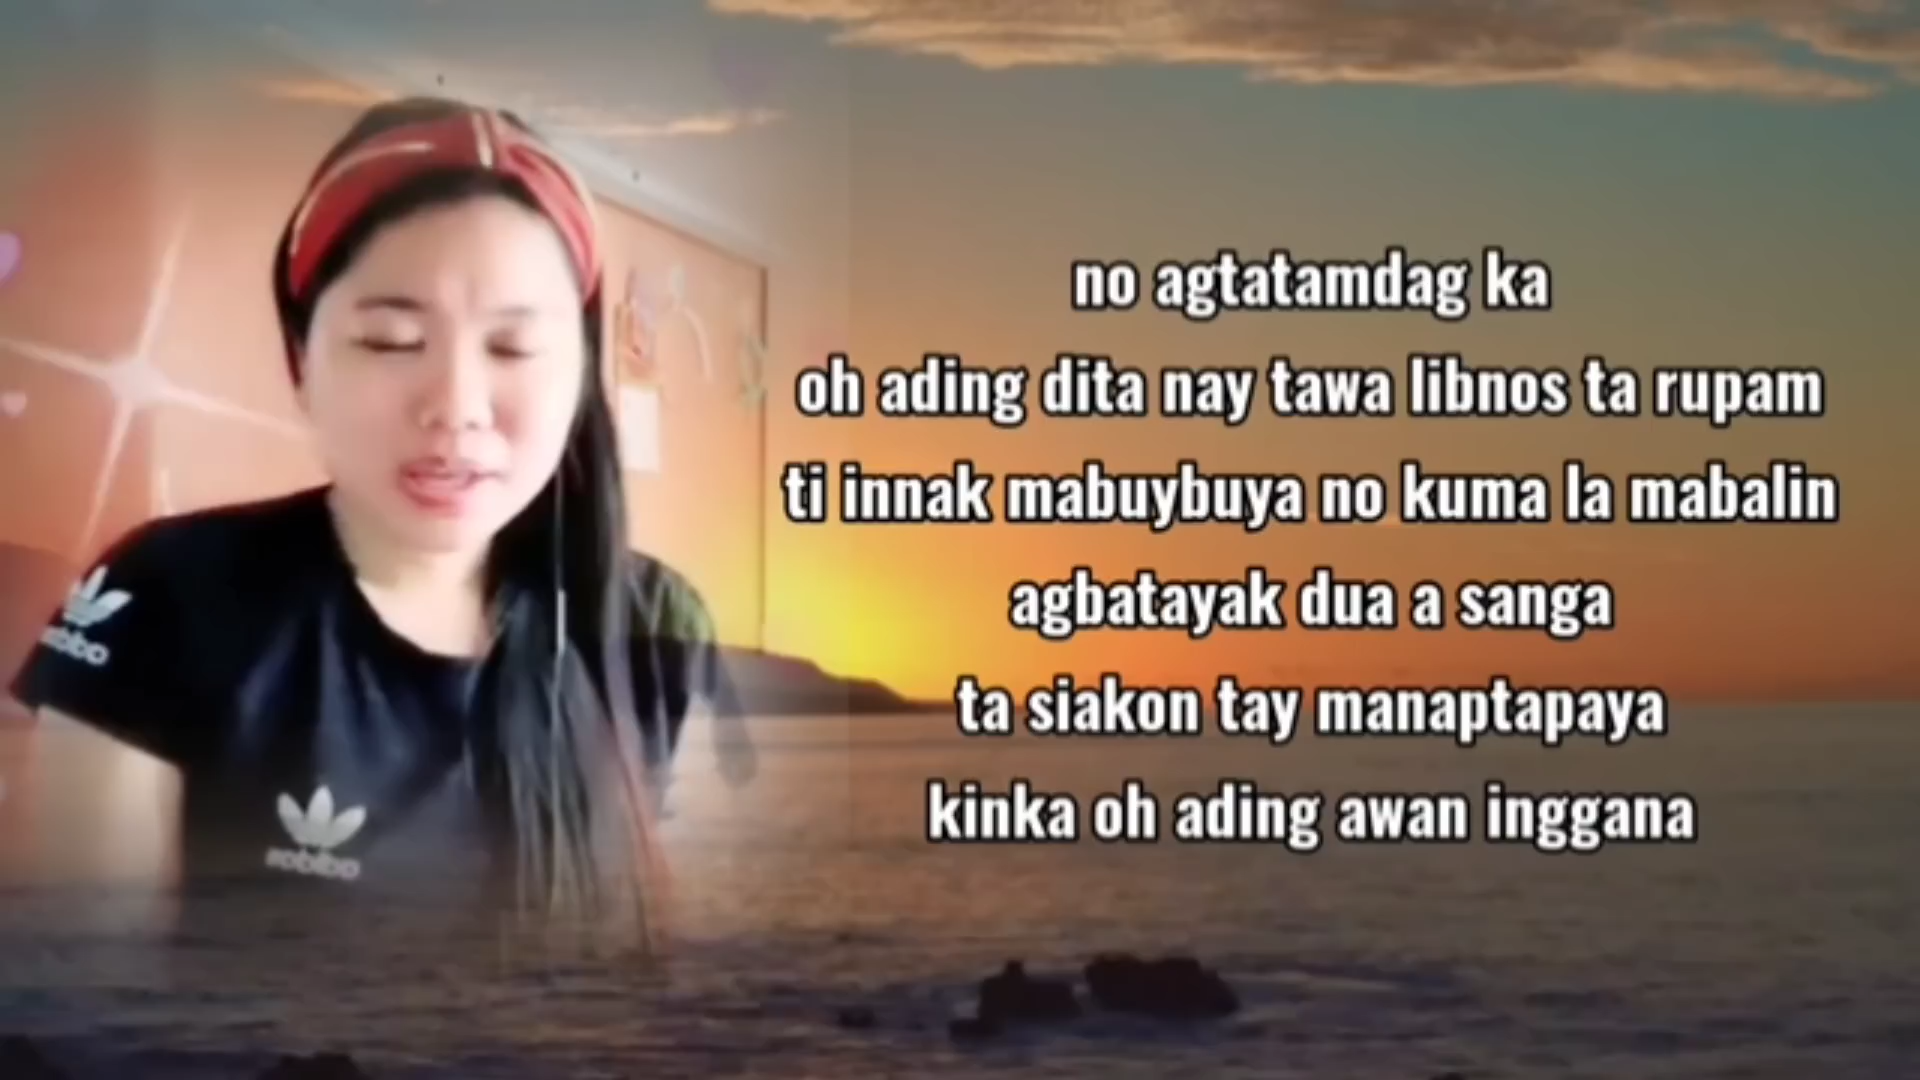 no agtatamdag ka
oh ading dita nay tawa libnos ta rupam
ti innak mabuybuya no kuma la mabalin
agbatayak dua a sanga
ta siakon tay manaptapaya
kinka oh ading awan inggana